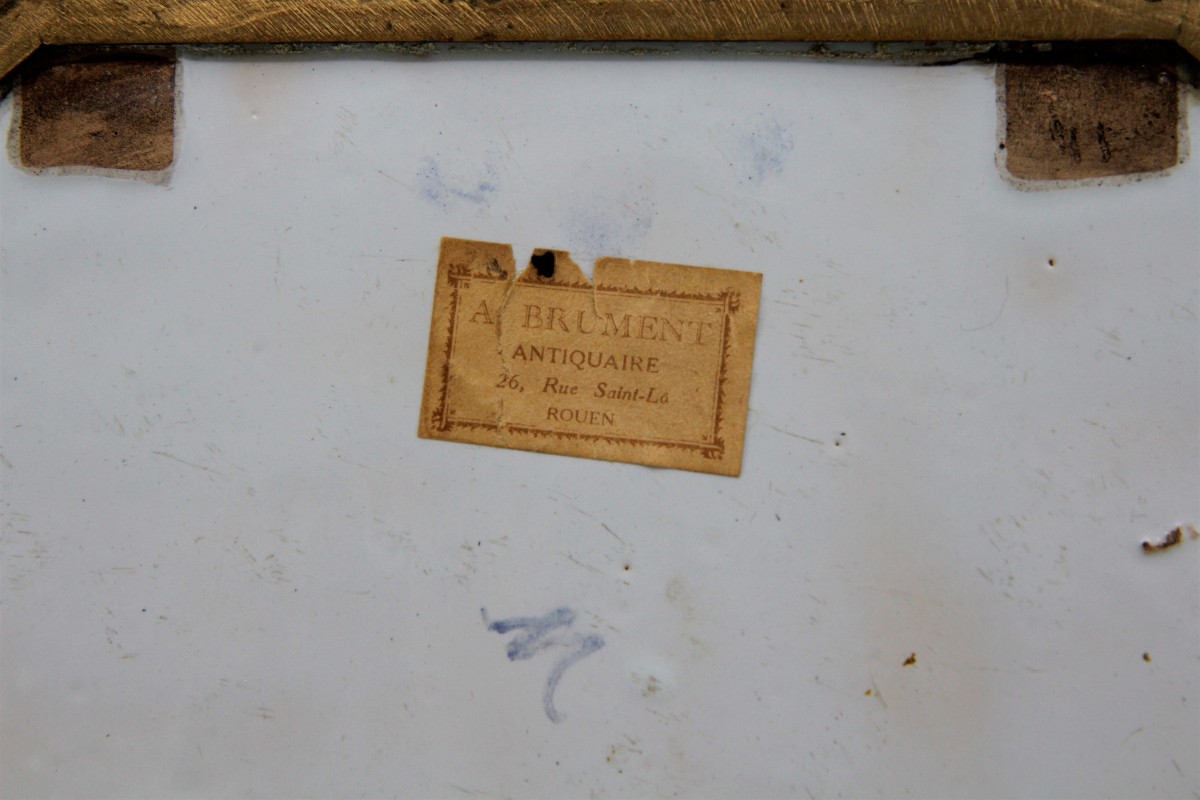 A BRUMENT
ANTIQUAIRE
26, Rue Saint-Lô
ROUEN